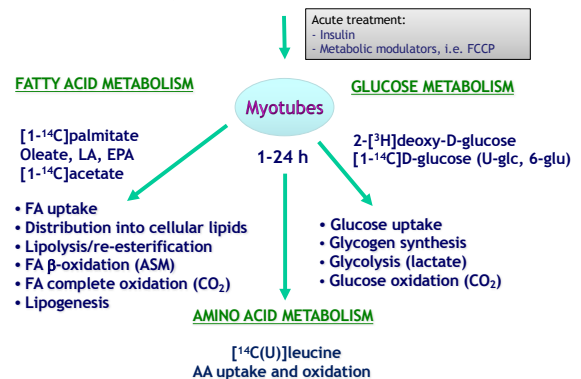 Acute treatment:
- Insulin
- Metabolic modulators, i.e. FCCP
FATTY ACID METABOLISM
GLUCOSE METABOLISM
Myotubes
[1-¹⁴C]palmitate
Oleate, LA, EPA
[1-¹⁴C]acetate
1-24 h
2-[³H]deoxy-D-glucose
[1-¹⁴C]D-glucose (U-glc, 6-glu)
• FA uptake
• Distribution into cellular lipids
• Lipolysis/re-esterification
• FA β-oxidation (ASM)
• FA complete oxidation (CO₂)
• Lipogenesis
• Glucose uptake
• Glycogen synthesis
• Glycolysis (lactate)
• Glucose oxidation (CO₂)
AMINO ACID METABOLISM
[¹⁴C(U)]leucine
AA uptake and oxidation